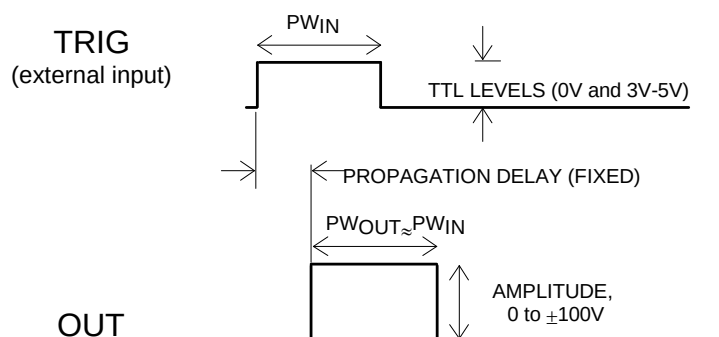 PWIN
TRIG
(external input)
TTL LEVELS (0V and 3V-5V)
PROPAGATION DELAY (FIXED)
PWOUT≈PWIN
AMPLITUDE,
0 to ±100V
OUT